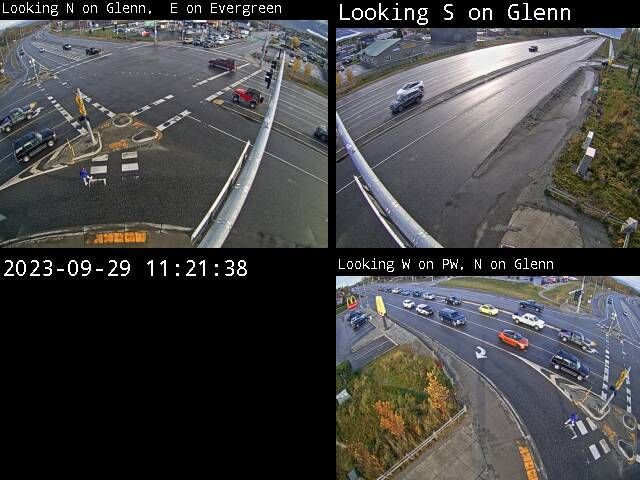 Looking N on Glenn,  E on Evergreen
Looking S on Glenn
2023-09-29 11:21:38
Looking W on PW, N on Glenn